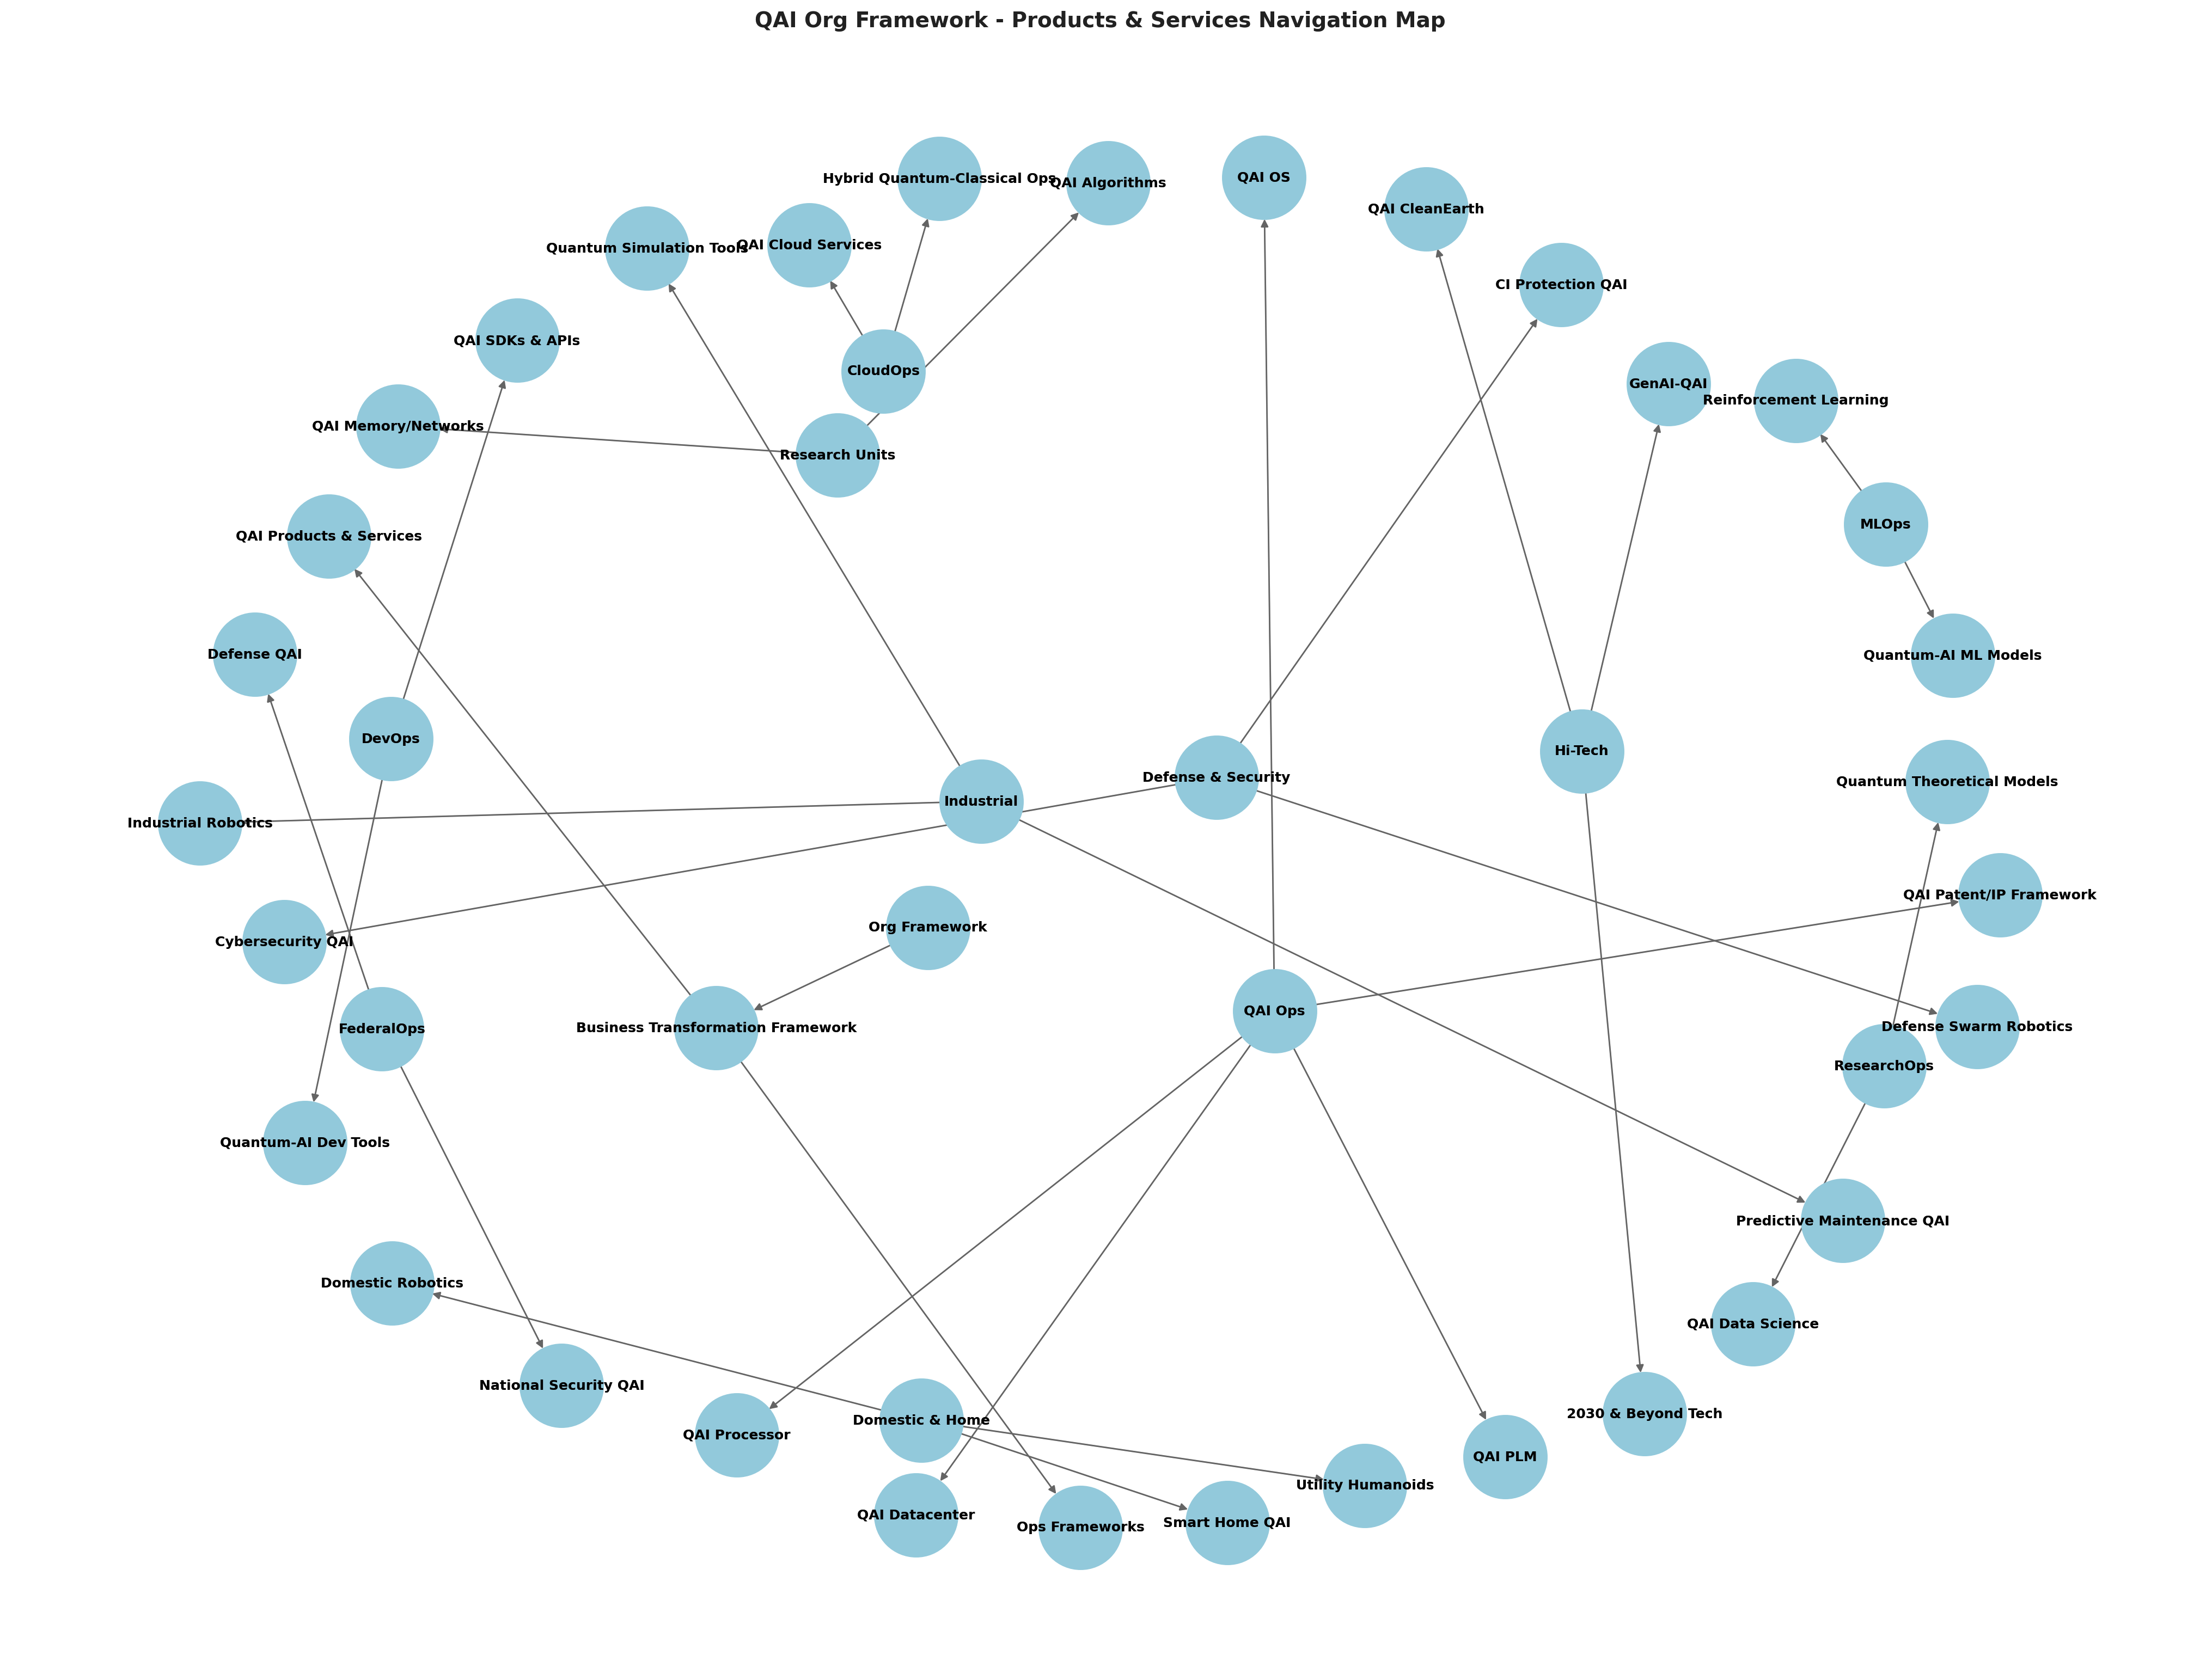 QAI Org Framework - Products & Services Navigation Map
Hybrid Quantum-Classical Ops
QAI Algorithms
QAI OS
QAI CleanEarth
Quantum Simulation Tools
QAI Cloud Services
CI Protection QAI
QAI SDKs & APIs
CloudOps
GenAI-QAI
Reinforcement Learning
QAI Memory/Networks
Research Units
MLOps
QAI Products & Services
Defense QAI
Quantum-AI ML Models
DevOps
Hi-Tech
Defense & Security
Quantum Theoretical Models
Industrial
Industrial Robotics
QAI Patent/IP Framework
Org Framework
Cybersecurity QAI
QAI Ops
Defense Swarm Robotics
FederalOps
Business Transformation Framework
ResearchOps
Quantum-AI Dev Tools
Predictive Maintenance QAI
Domestic Robotics
QAI Data Science
National Security QAI
2030 & Beyond Tech
Domestic & Home
QAI Processor
QAI PLM
Utility Humanoids
QAI Datacenter
Smart Home QAI
Ops Frameworks